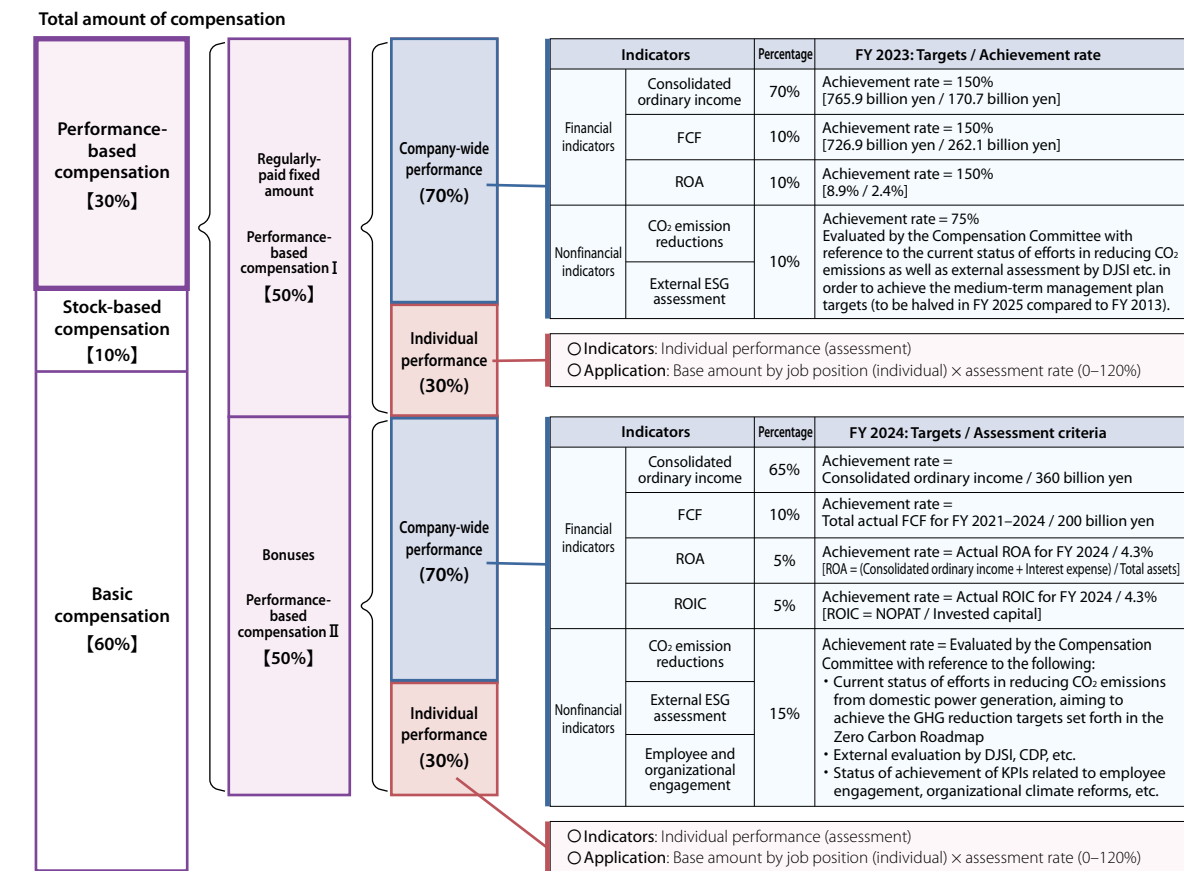 Total amount of compensation
Performance-
based
compensation
【30%】
Stock-based
compensation
【10%】
Basic
compensation
【60%】
Regularly-
paid fixed
amount
Performance-
based
compensation Ⅰ
【50%】
Bonuses
Performance-
based
compensation Ⅱ
【50%】
Company-wide
performance
(70%)
Individual
performance
(30%)
Company-wide
performance
(70%)
Individual
performance
(30%)
Indicators Percentage FY 2023: Targets / Achievement rate
Financial
indicators
Consolidated
ordinary income
70%
Achievement rate = 150%
[765.9 billion yen / 170.7 billion yen]
FCF
10%
Achievement rate = 150%
[726.9 billion yen / 262.1 billion yen]
ROA
10%
Achievement rate = 150%
[8.9% / 2.4%]
Nonfinancial
indicators
CO₂ emission
reductions
External ESG
assessment
10%
Achievement rate = 75%
Evaluated by the Compensation Committee with
reference to the current status of efforts in reducing CO₂
emissions as well as external assessment by DJSI etc. in
order to achieve the medium-term management plan
targets (to be halved in FY 2025 compared to FY 2013).
○Indicators: Individual performance (assessment)
○Application: Base amount by job position (individual) × assessment rate (0–120%)
Indicators Percentage FY 2024: Targets / Assessment criteria
Financial
indicators
Consolidated
ordinary income
65%
Achievement rate =
Consolidated ordinary income / 360 billion yen
FCF
10%
Achievement rate =
Total actual FCF for FY 2021–2024 / 200 billion yen
ROA
5%
Achievement rate = Actual ROA for FY 2024 / 4.3%
[ROA = (Consolidated ordinary income + Interest expense) / Total assets]
ROIC
5%
Achievement rate = Actual ROIC for FY 2024 / 4.3%
[ROIC = NOPAT / Invested capital]
Nonfinancial
indicators
CO₂ emission
reductions
External ESG
assessment
Employee and
organizational
engagement
15%
Achievement rate = Evaluated by the Compensation
Committee with reference to the following:
・Current status of efforts in reducing CO₂ emissions
from domestic power generation, aiming to
achieve the GHG reduction targets set forth in the
Zero Carbon Roadmap
・External evaluation by DJSI, CDP, etc.
・Status of achievement of KPIs related to employee
engagement, organizational climate reforms, etc.
○Indicators: Individual performance (assessment)
○Application: Base amount by job position (individual) × assessment rate (0–120%)